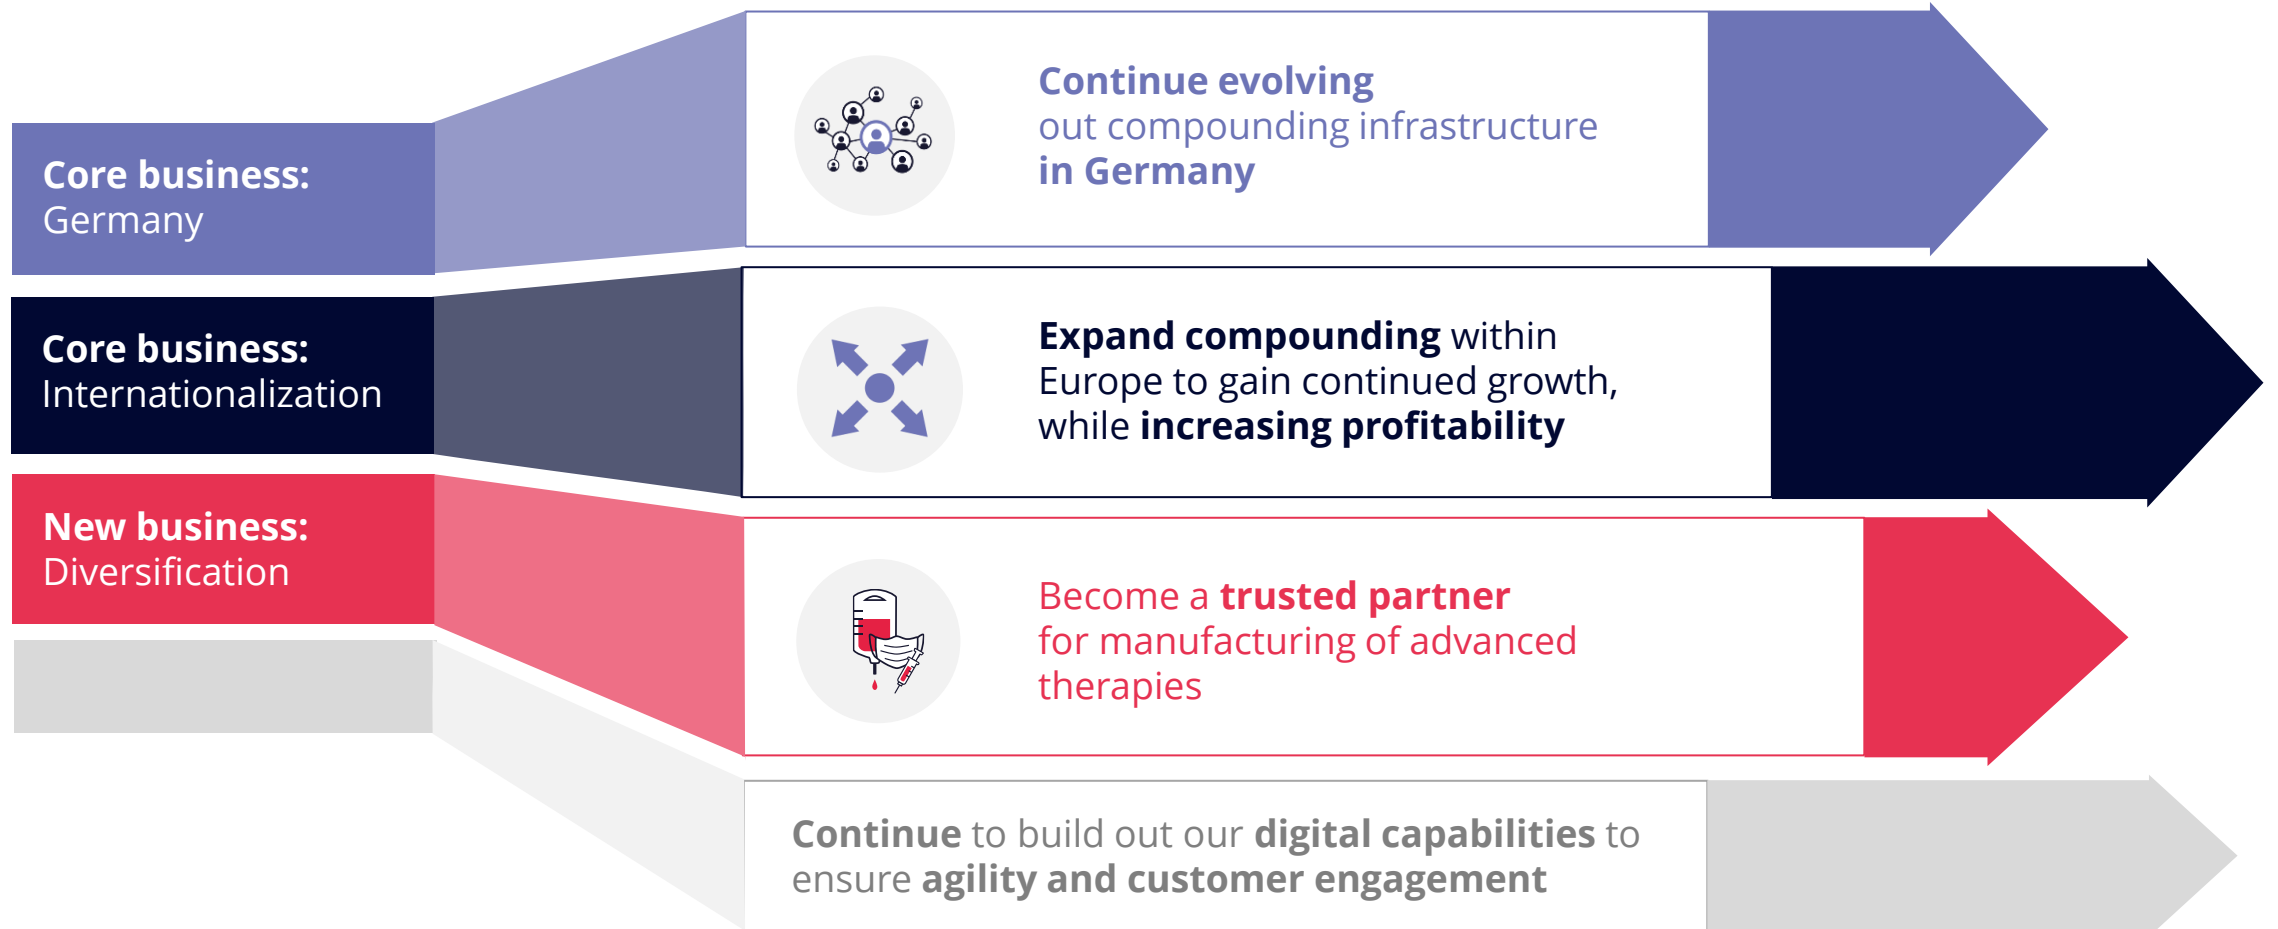 Core business:
Germany
Continue evolving
out compounding infrastructure
in Germany
Core business:
Internationalization
Expand compounding within
Europe to gain continued growth,
while increasing profitability
New business:
Diversification
Become a trusted partner
for manufacturing of advanced
therapies
Continue to build out our digital capabilities to
ensure agility and customer engagement